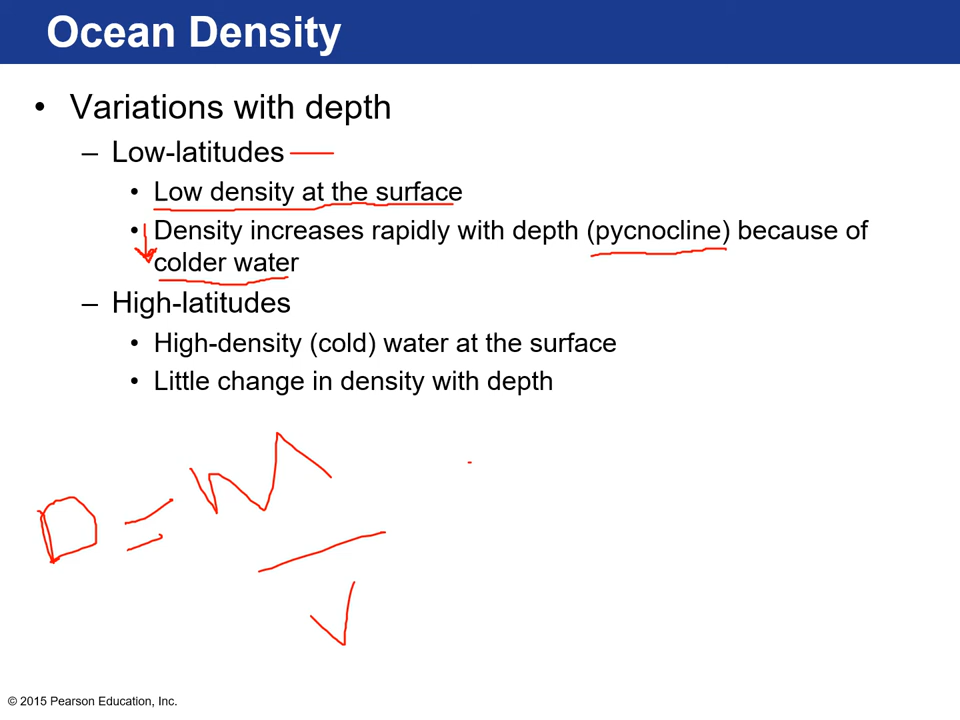 Ocean Density
• Variations with depth
– Low-latitudes
• Low density at the surface
• Density increases rapidly with depth (pycnocline) because of
colder water
– High-latitudes
• High-density (cold) water at the surface
• Little change in density with depth
D = M
V
© 2015 Pearson Education, Inc.